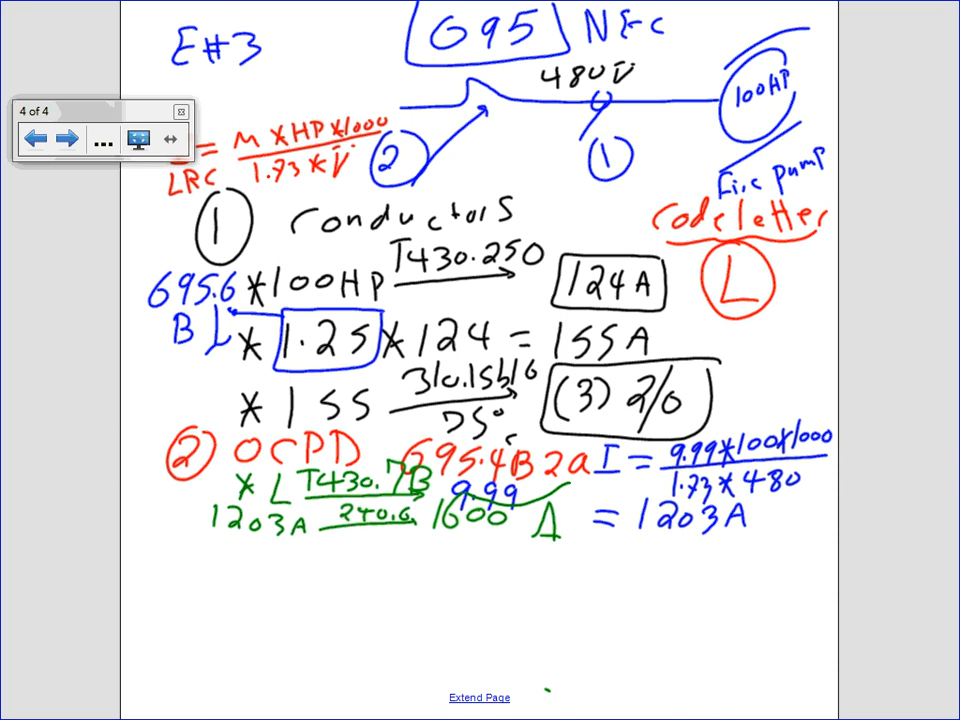 E#3
695 NEC
480V
100HP
4 of 4
...
I = M * HP * 1000
LRC 1.73 * V
2
1
Fire pump
1 Conductors
Code letter
L
695.6 * 100HP T430.250 124A
B1 * 1.25 * 124 = 155A
* 155 310.15b16 (3) 2/0
75°
2 OCPD 695.4B2a I = 9.99*100*1000
1.73 * 480
* L T430.7B 9.99
1203A 240.6 1600 A = 1203A
Extend Page